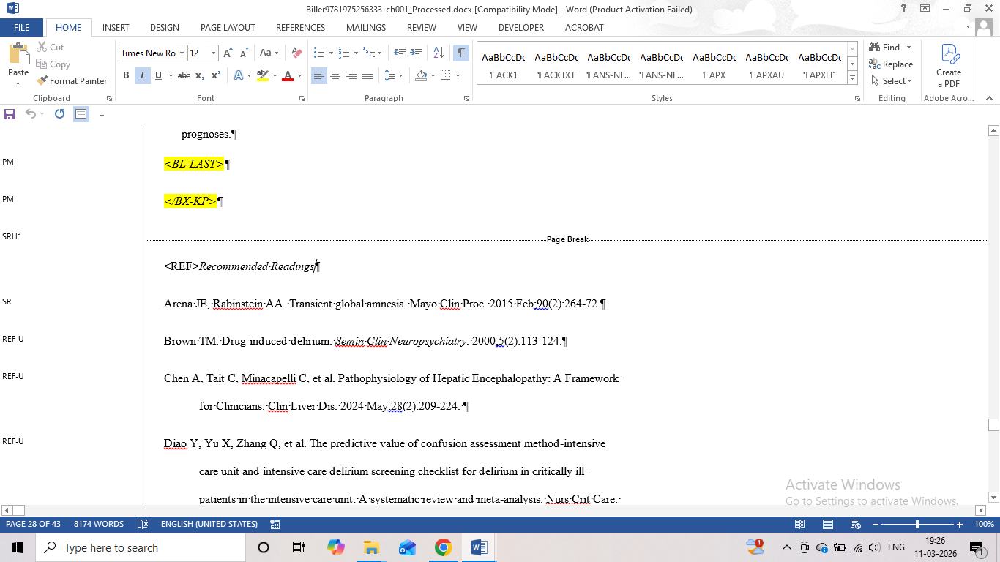 Biller9781975256333-ch001_Processed.docx [Compatibility Mode] - Word (Product Activation Failed)
FILE HOME INSERT DESIGN PAGE LAYOUT REFERENCES MAILINGS REVIEW VIEW DEVELOPER ACROBAT
Paste
Cut
Copy
Format Painter
Clipboard
Times New Ro 12 Aa
B I U abc x₂ x² A A
Font
Paragraph
AaBbCcDc AaBbCcDc AaBbCcDc AaBbCcDc AaBbCcDc AaBbCcDc AaBbCcDc
¶ ACK1 ¶ ACKTXT ¶ ANS-NL... ¶ ANS-NL... ¶ APX ¶ APXAU ¶ APXH1
Styles
Find
Replace
Select
Editing
Create
a PDF
Adobe Acro...
prognoses.¶
PMI <BL-LAST>¶
PMI </BX-KP>¶
SRH1 Page Break
<REF>Recommended·Readings¶
SR Arena·JE,·Rabinstein·AA.·Transient·global·amnesia.·Mayo·Clin·Proc.·2015·Feb;90(2):264-72.¶
REF-U Brown·TM.·Drug-induced·delirium.·Semin·Clin·Neuropsychiatry.·2000;5(2):113-124.¶
REF-U Chen·A,·Tait·C,·Minacapelli·C,·et·al.·Pathophysiology·of·Hepatic·Encephalopathy:·A·Framework·
for·Clinicians.·Clin·Liver·Dis.·2024·May;28(2):209-224.·¶
REF-U Diao·Y,·Yu·X,·Zhang·Q,·et·al.·The·predictive·value·of·confusion·assessment·method-intensive·
care·unit·and·intensive·care·delirium·screening·checklist·for·delirium·in·critically·ill·
patients·in·the·intensive·care·unit:·A·systematic·review·and·meta-analysis.·Nurs·Crit·Care.·
Activate Windows
Go to Settings to activate Windows.
PAGE 28 OF 43 8174 WORDS ENGLISH (UNITED STATES) 100%
Type here to search
1
ENG
19:26
11-03-2026
1